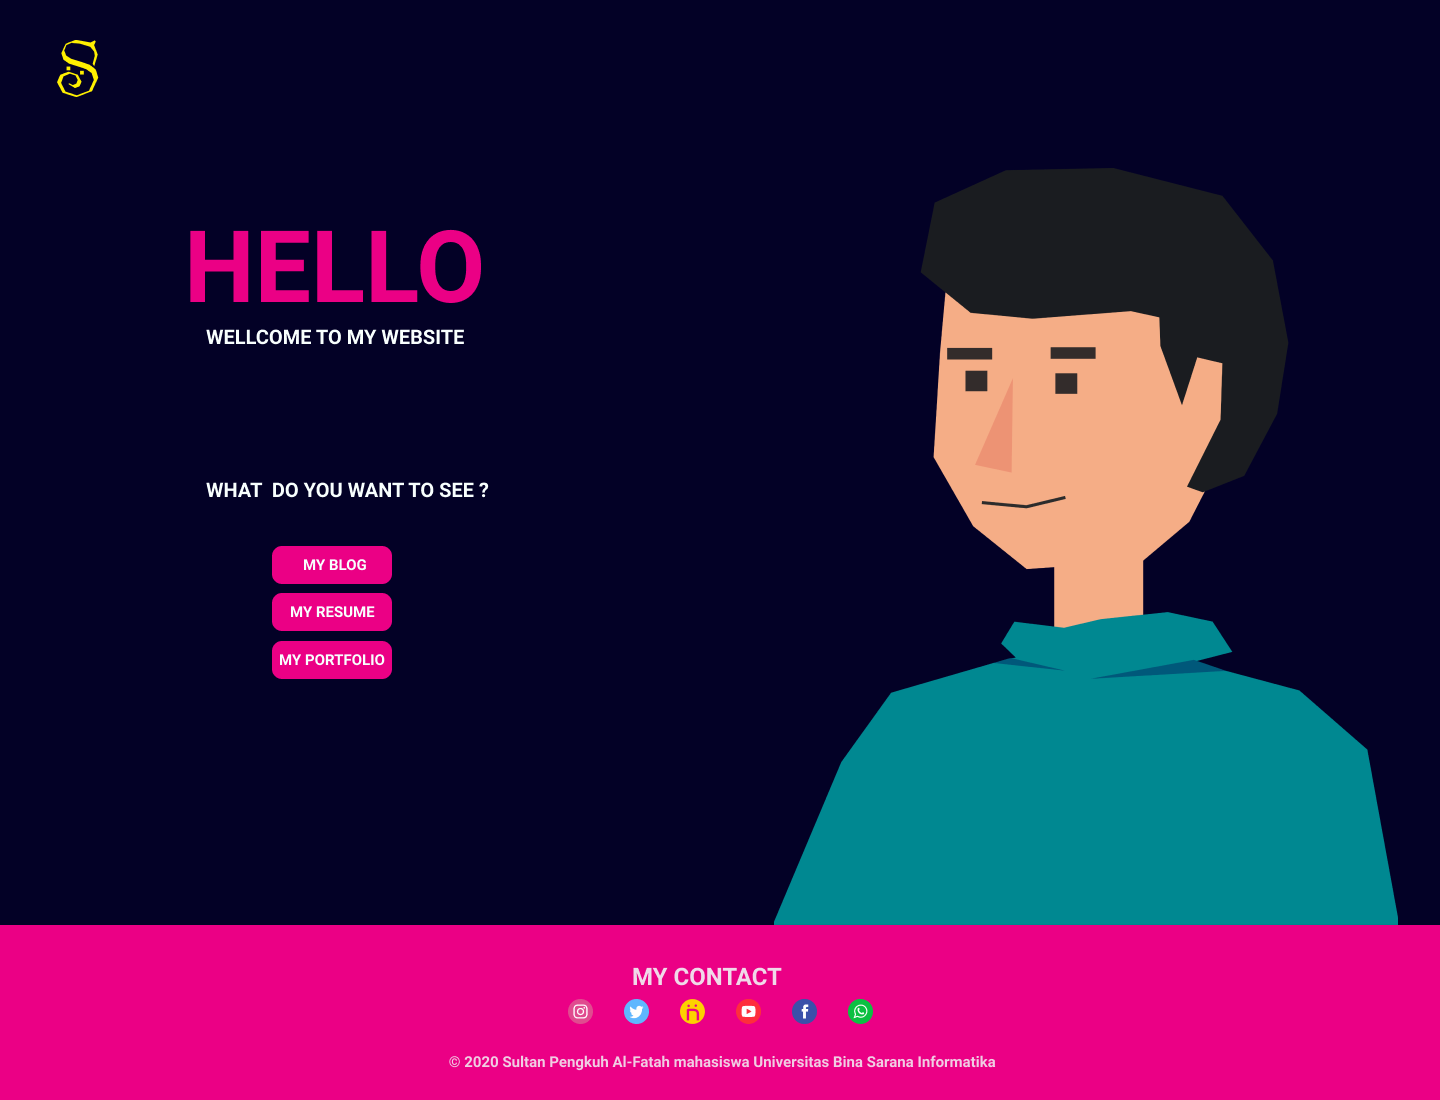 S
HELLO
WELLCOME TO MY WEBSITE
WHAT  DO YOU WANT TO SEE ?
MY BLOG
MY RESUME
MY PORTFOLIO
MY CONTACT
© 2020 Sultan Pengkuh Al-Fatah mahasiswa Universitas Bina Sarana Informatika